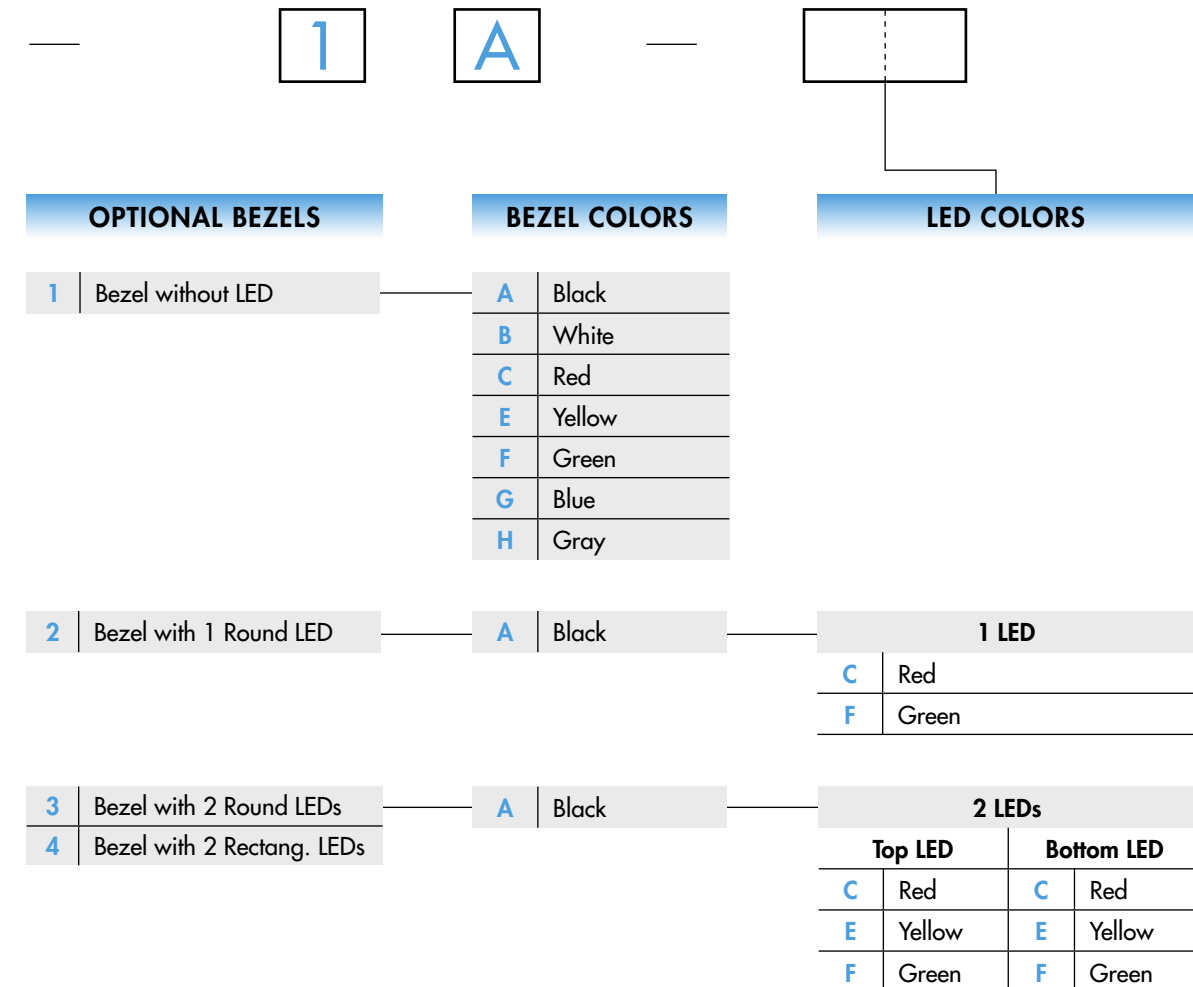 — 1 A —
OPTIONAL BEZELS BEZEL COLORS LED COLORS
1 Bezel without LED A Black
B White
C Red
E Yellow
F Green
G Blue
H Gray
2 Bezel with 1 Round LED A Black 1 LED
C Red
F Green
3 Bezel with 2 Round LEDs A Black 2 LEDs
4 Bezel with 2 Rectang. LEDs Top LED Bottom LED
C Red C Red
E Yellow E Yellow
F Green F Green